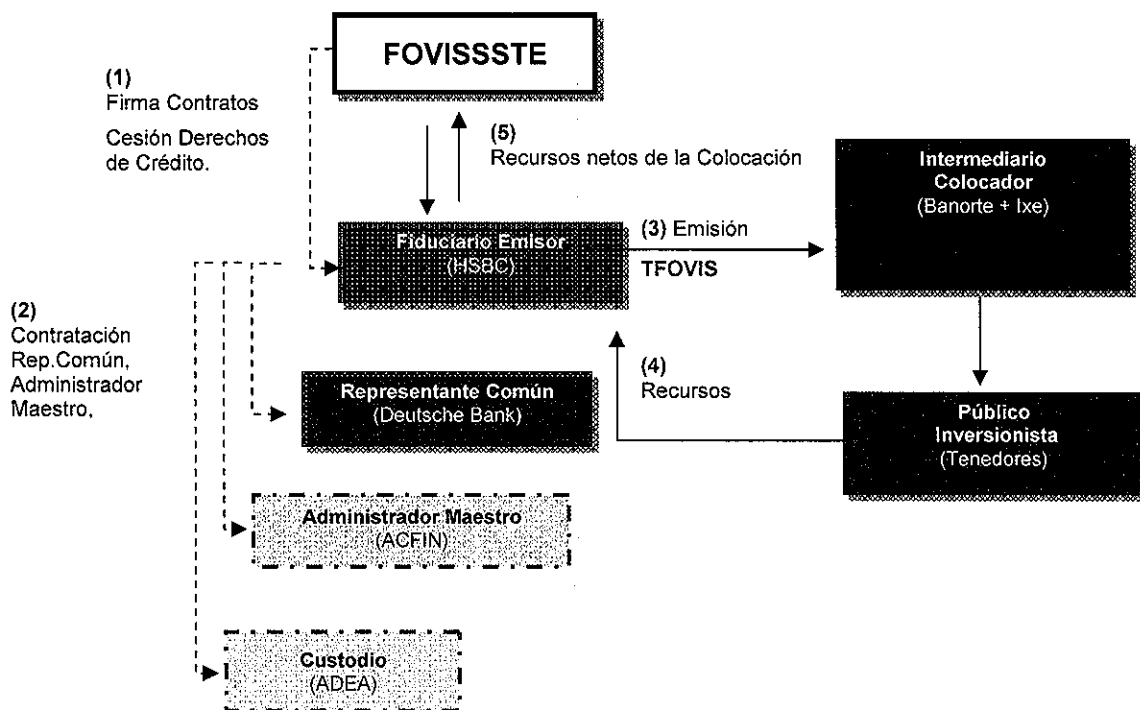 FOVISSSTE
(1)
Firma Contratos
Cesión Derechos
de Crédito.
(5)
Recursos netos de la Colocación
Intermediario
Colocador
(Banorte + Ixe)
Fiduciario Emisor
(HSBC)
(3) Emisión
TFOVIS
(2)
Contratación
Rep.Común,
Administrador
Maestro,
(4)
Recursos
Representante Común
(Deutsche Bank)
Público
Inversionista
(Tenedores)
Administrador Maestro
(ACFIN)
Custodio
(ADEA)